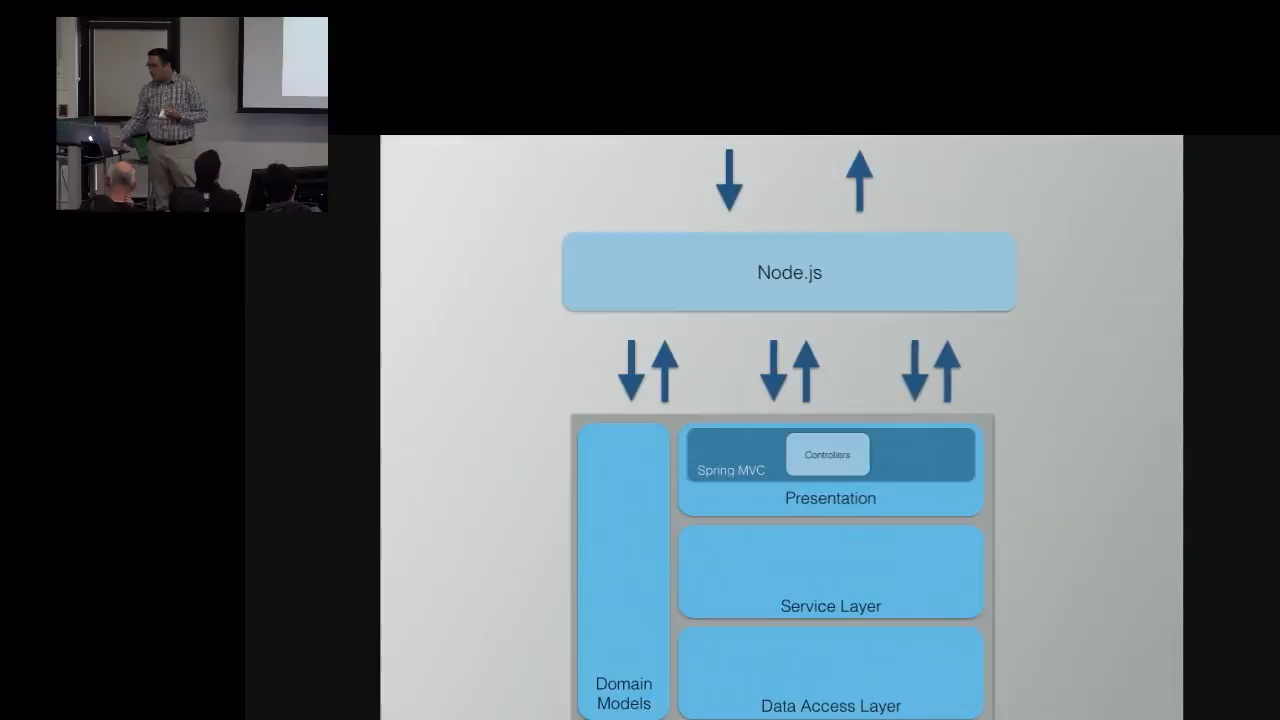 Node.js
Controllers
Spring MVC
Presentation
Service Layer
Domain
Models
Data Access Layer